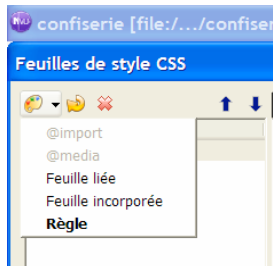 confiserie [file:/.../confiser
Feuilles de style CSS
@import
@media
Feuille liée
Feuille incorporée
Règle